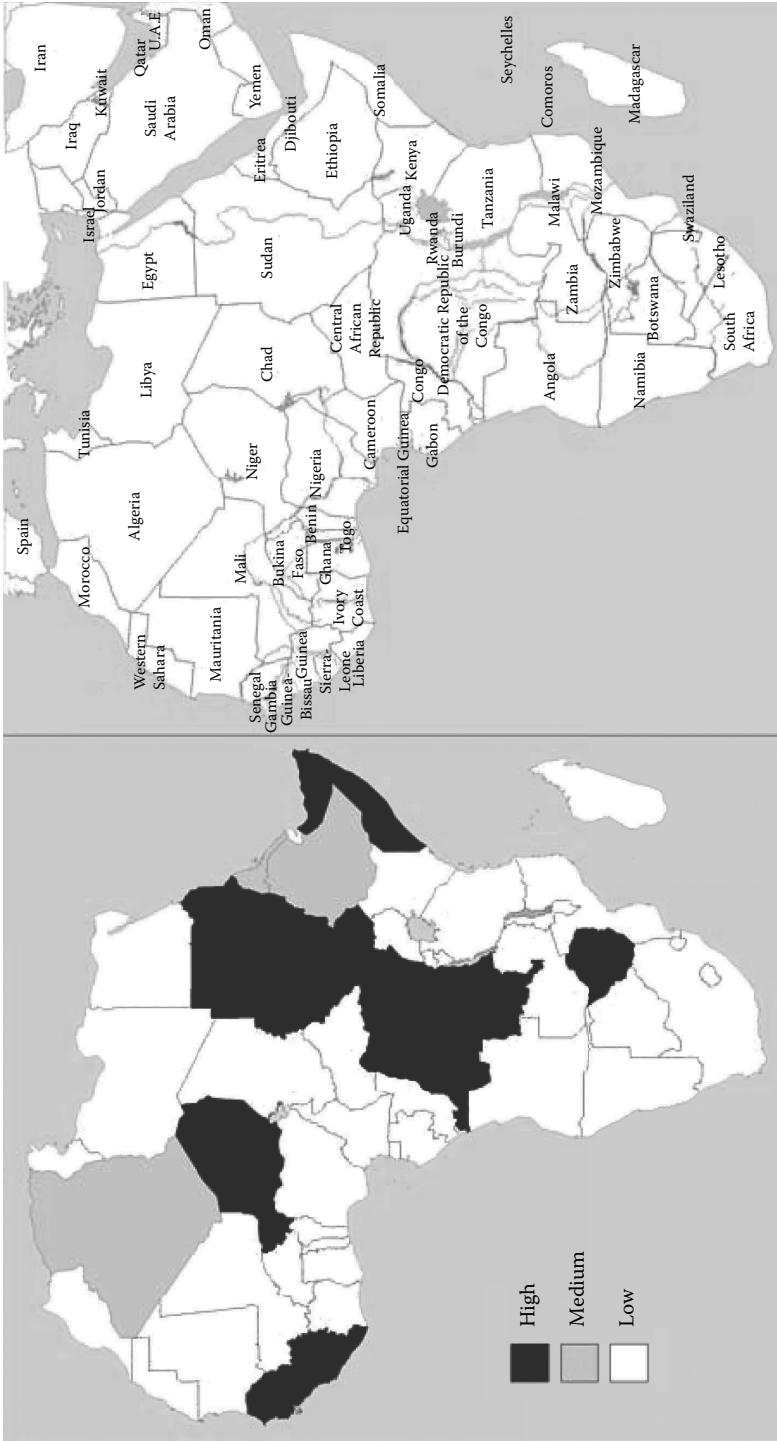 High
Medium
Low
Spain
Tunisia
Morocco
Algeria
Libya
Egypt
Israel
Jordan
Iraq
Iran
Kuwait
Saudi
Arabia
Qatar
U.A.E
Oman
Yemen
Western
Sahara
Mauritania
Mali
Niger
Chad
Sudan
Eritrea
Djibouti
Ethiopia
Somalia
Senegal
Gambia
Guinea-
Bissau
Guinea
Sierra-
Leone
Liberia
Ivory
Coast
Bukina
Faso
Ghana
Togo
Benin
Nigeria
Cameroon
Central
African
Republic
Equatorial Guinea
Gabon
Congo
Democratic Republic
of the
Congo
Uganda
Kenya
Rwanda
Burundi
Tanzania
Seychelles
Comoros
Madagascar
Angola
Zambia
Malawi
Mozambique
Zimbabwe
Namibia
Botswana
Swaziland
Lesotho
South
Africa